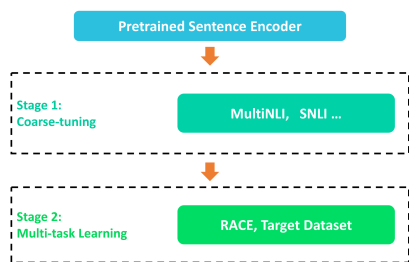 Pretrained Sentence Encoder
Stage 1:
Coarse-tuning
MultiNLI, SNLI ...
Stage 2:
Multi-task Learning
RACE, Target Dataset